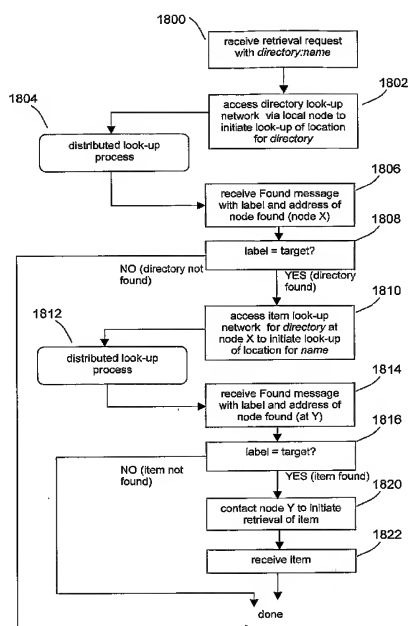 1800
receive retrieval request
with directory:name
1802
access directory look-up
network via local node to
initiate look-up of location
for directory
1804
distributed look-up
process
1806
receive Found message
with label and address of
node found (node X)
1808
label = target?
NO (directory not
found)
YES (directory
found)
1810
access item look-up
network for directory at
node X to initiate look-up
of location for name
1812
distributed look-up
process
1814
receive Found message
with label and address of
node found (at Y)
1816
label = target?
NO (item not
found)
YES (item found)
1820
contact node Y to initiate
retrieval of item
1822
receive item
done